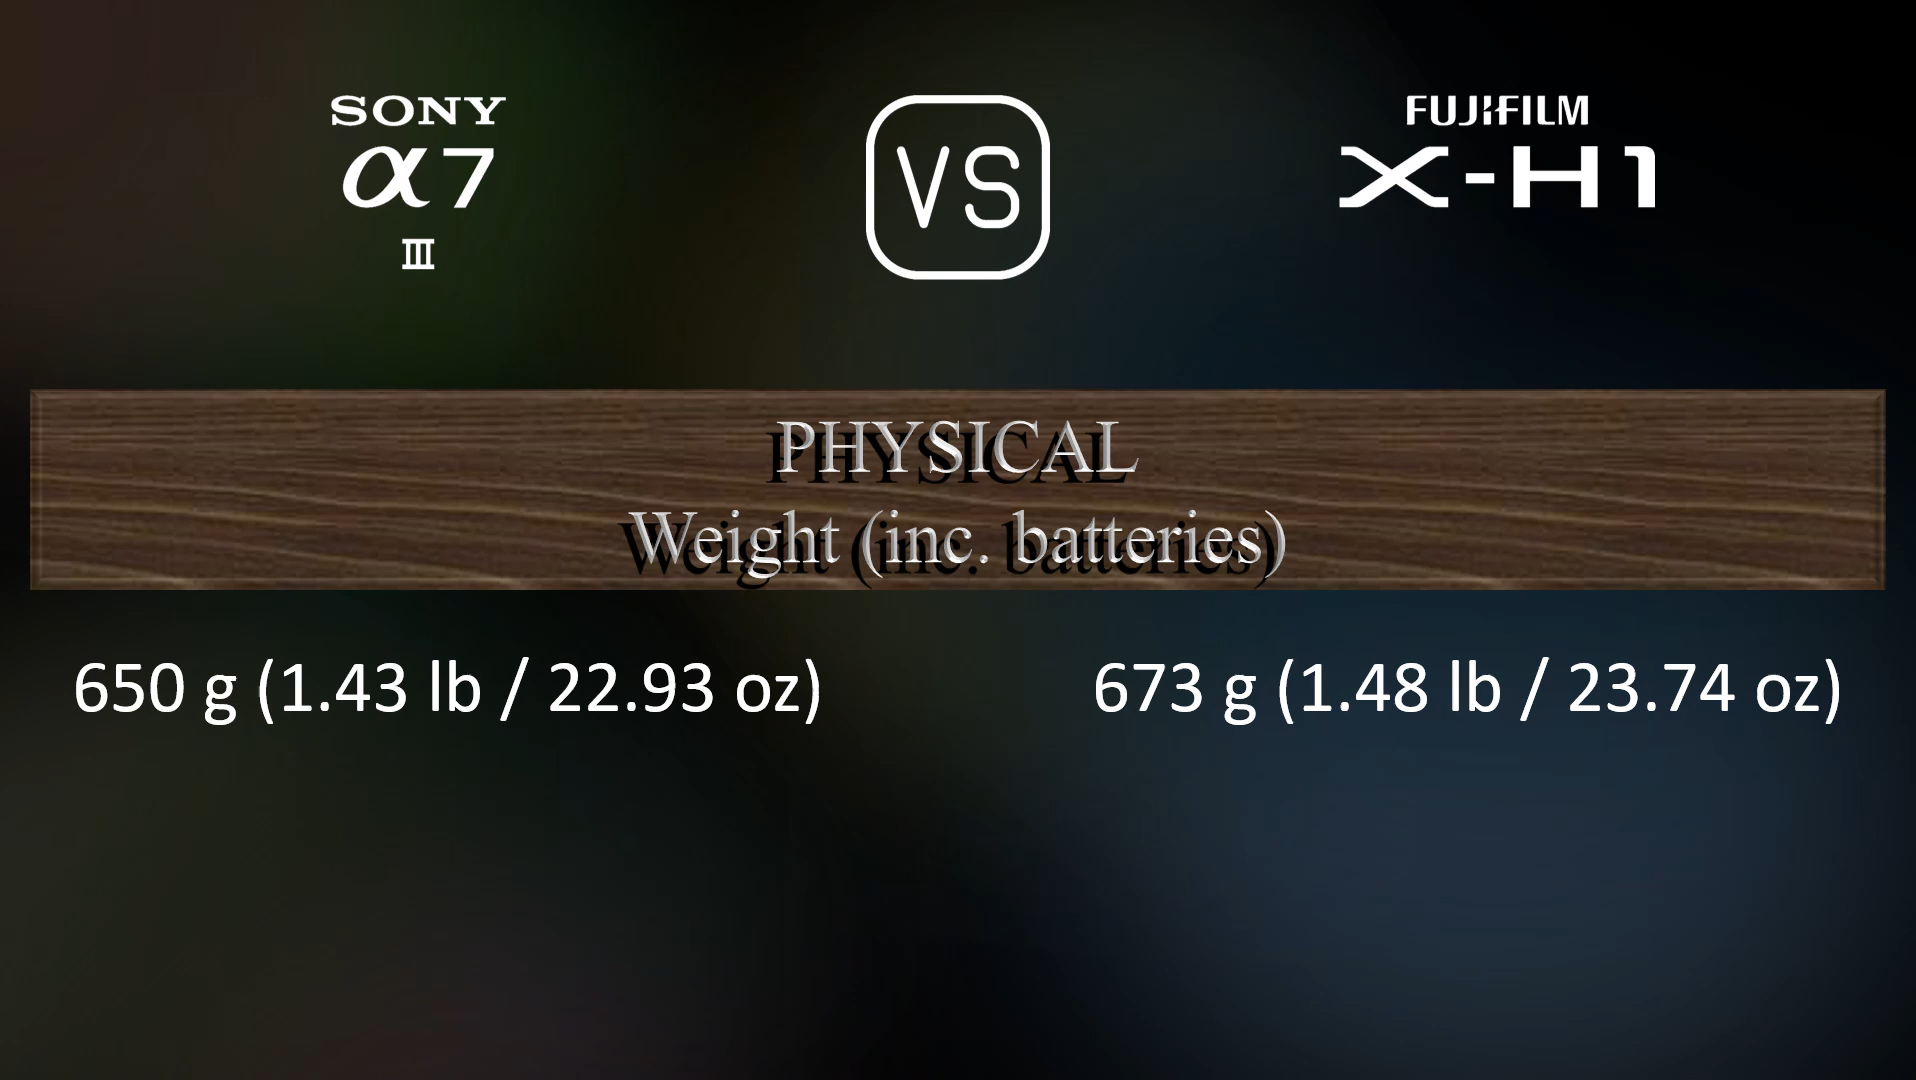 SONY
α7
III
VS
FUJIFILM
X-H1
PHYSICAL
Weight (inc. batteries)
650 g (1.43 lb / 22.93 oz)
673 g (1.48 lb / 23.74 oz)